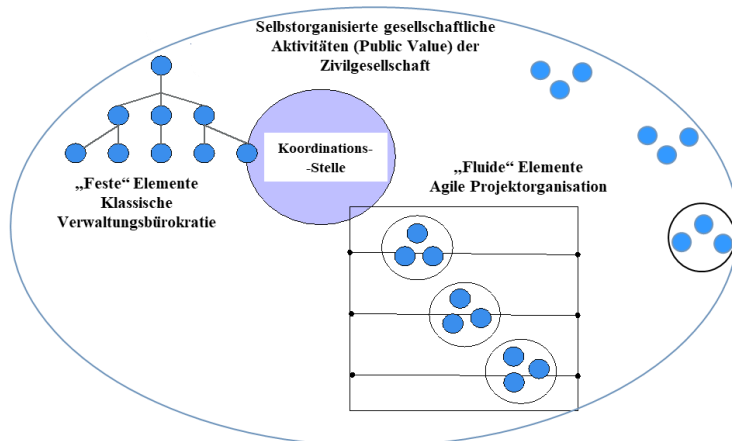 Selbstorganisierte gesellschaftliche
Aktivitäten (Public Value) der
Zivilgesellschaft
Koordinations-
-Stelle
„Feste“ Elemente
Klassische
Verwaltungsbürokratie
„Fluide“ Elemente
Agile Projektorganisation